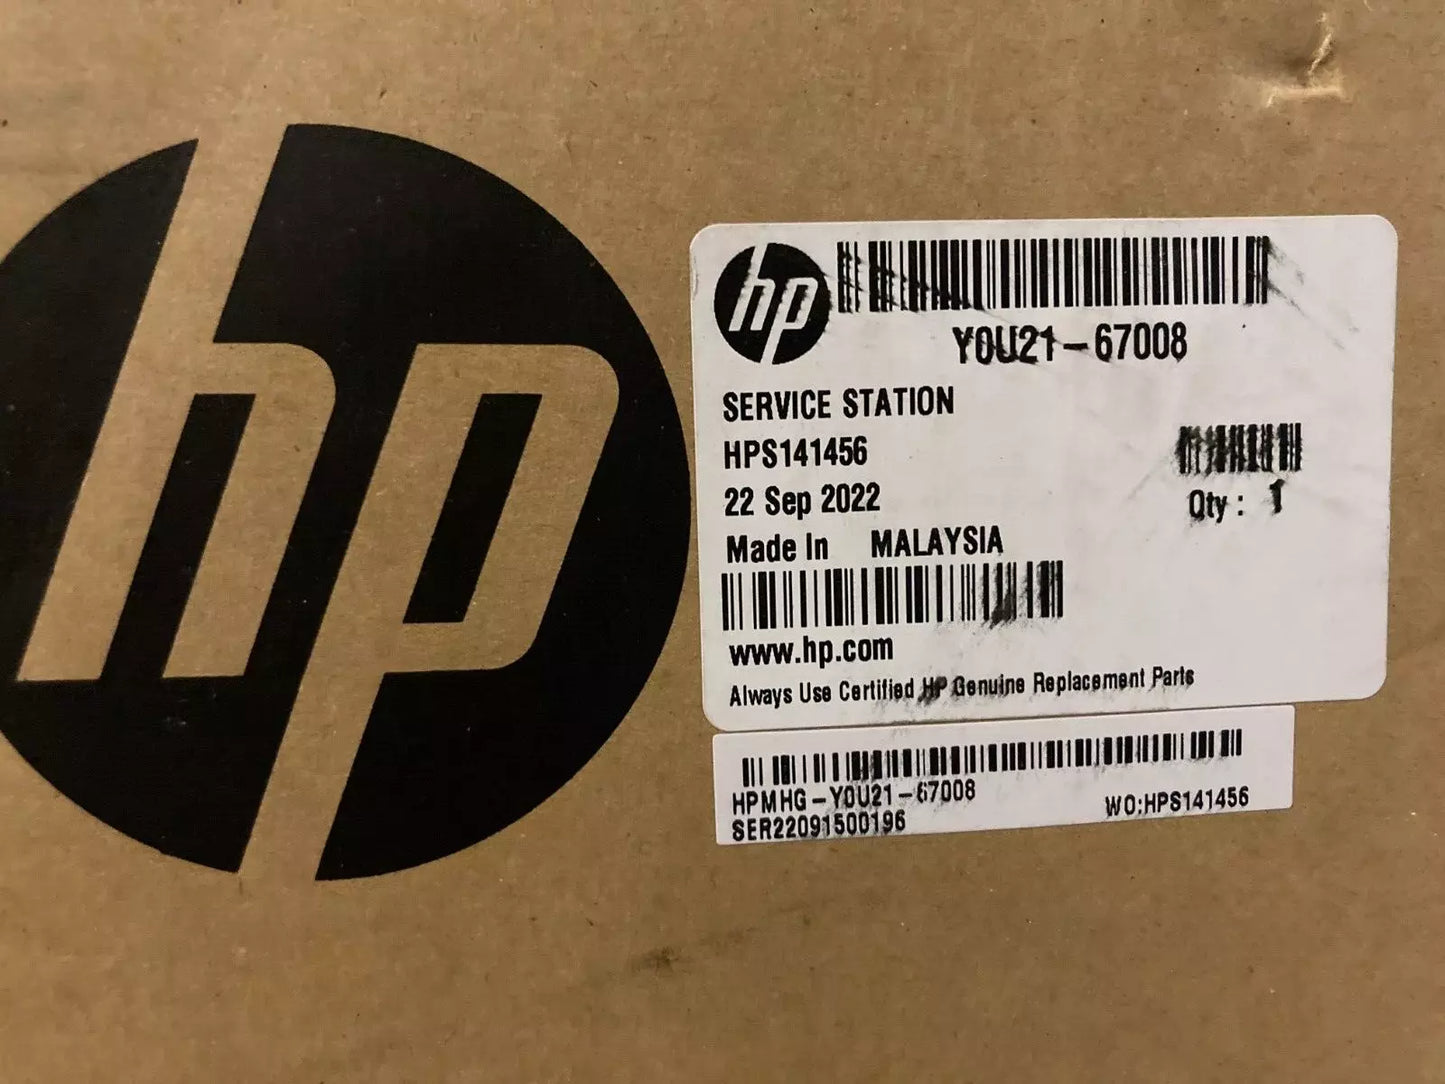 hp
hp
Y0U21-67008
SERVICE STATION
HPS141456
22 Sep 2022
Qty : 1
Made In MALAYSIA
www.hp.com
Always Use Certified HP Genuine Replacement Parts
HPMHG-Y0U21-67008
WO:HPS141456
SER22091500196